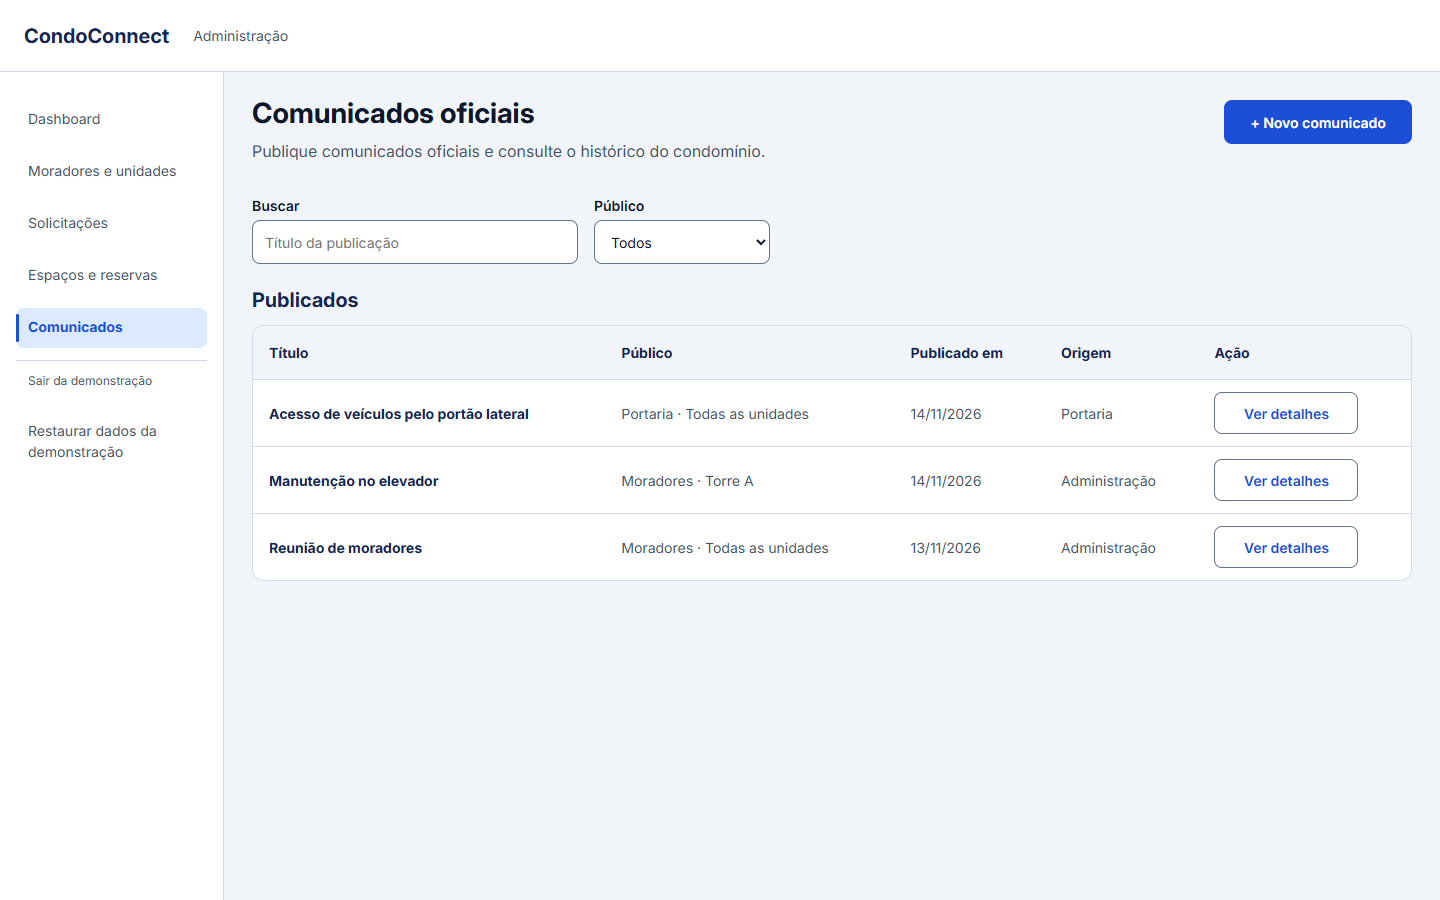 CondoConnect Administração
Dashboard
Moradores e unidades
Solicitações
Espaços e reservas
Comunicados
Sair da demonstração
Restaurar dados da
demonstração
Comunicados oficiais
Publique comunicados oficiais e consulte o histórico do condomínio.
+ Novo comunicado
Buscar
Título da publicação
Público
Todos
Publicados
Título Público Publicado em Origem Ação
Acesso de veículos pelo portão lateral Portaria · Todas as unidades 14/11/2026 Portaria Ver detalhes
Manutenção no elevador Moradores · Torre A 14/11/2026 Administração Ver detalhes
Reunião de moradores Moradores · Todas as unidades 13/11/2026 Administração Ver detalhes